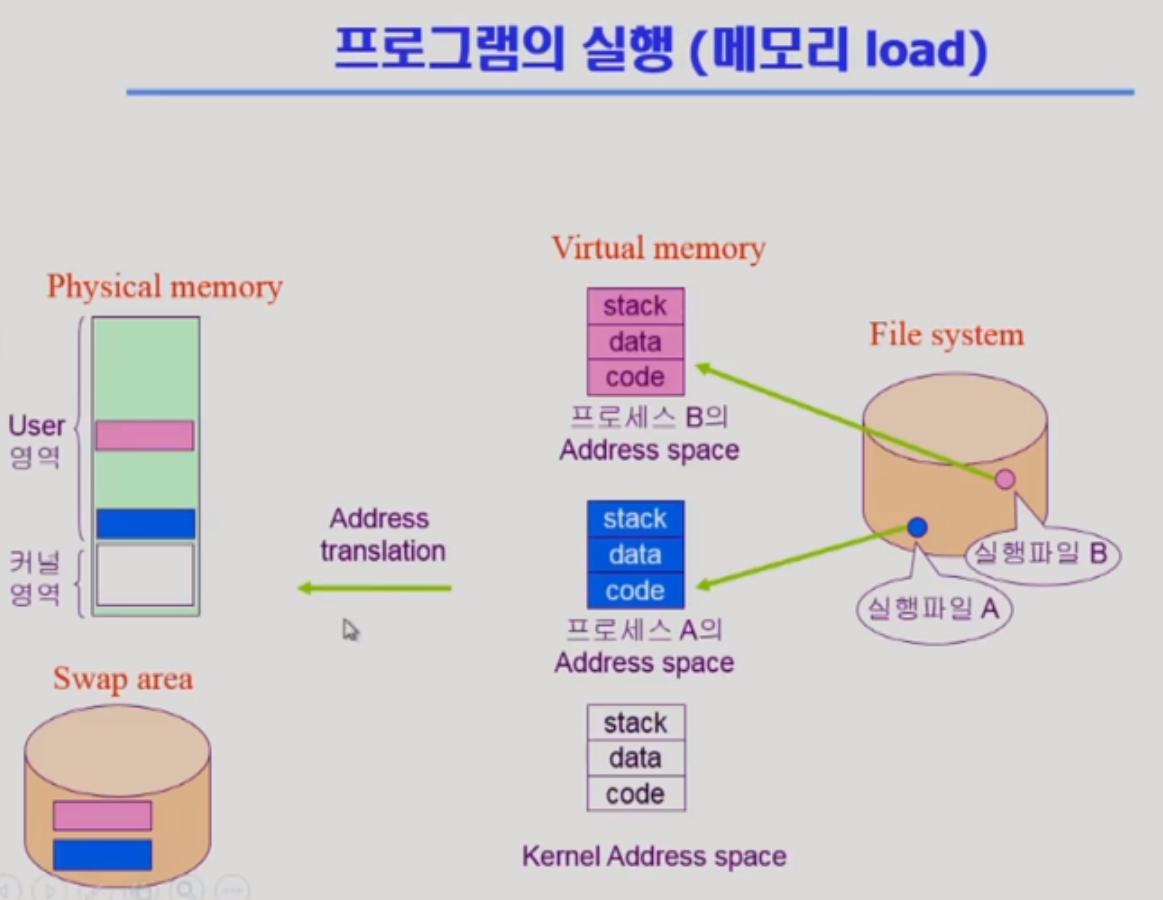 프로그램의 실행 (메모리 load)
Virtual memory
Physical memory
stack
data
code
File system
프로세스 B의
Address space
User
영역
Address
translation
stack
data
code
커널
영역
실행파일 B
실행파일 A
프로세스 A의
Address space
Swap area
stack
data
code
Kernel Address space